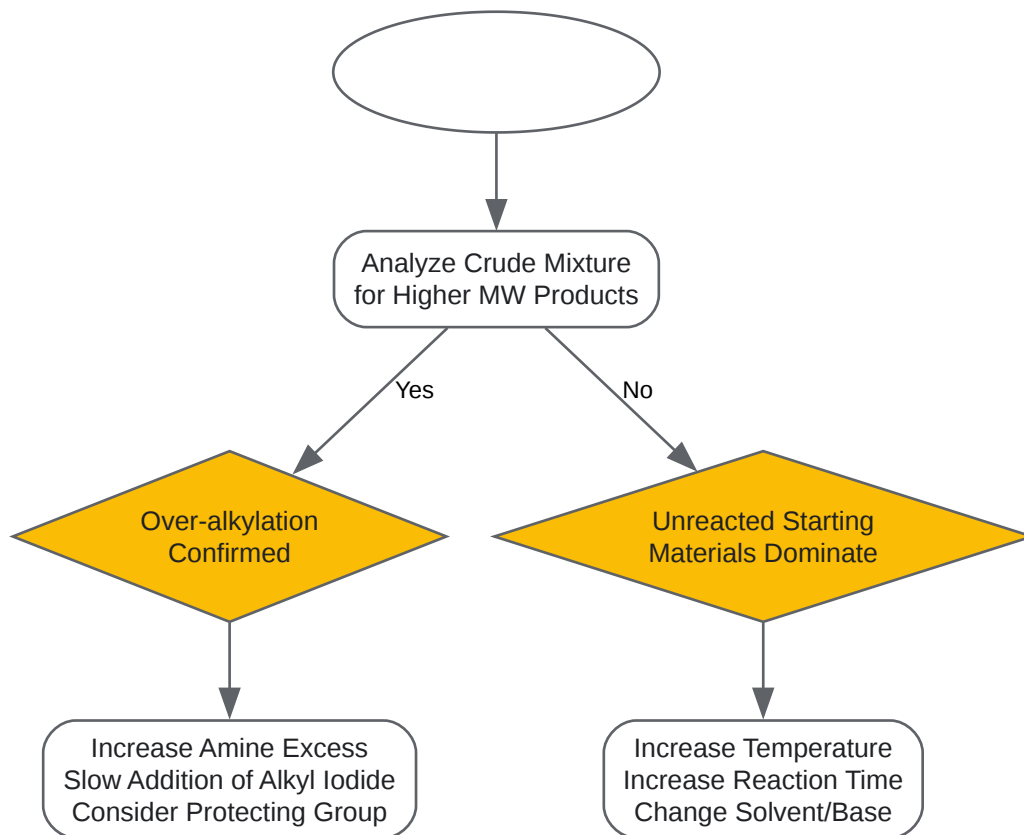 Analyze Crude Mixture
for Higher MW Products
Yes
No
Over-alkylation
Confirmed
Unreacted Starting
Materials Dominate
Increase Amine Excess
Slow Addition of Alkyl Iodide
Consider Protecting Group
Increase Temperature
Increase Reaction Time
Change Solvent/Base